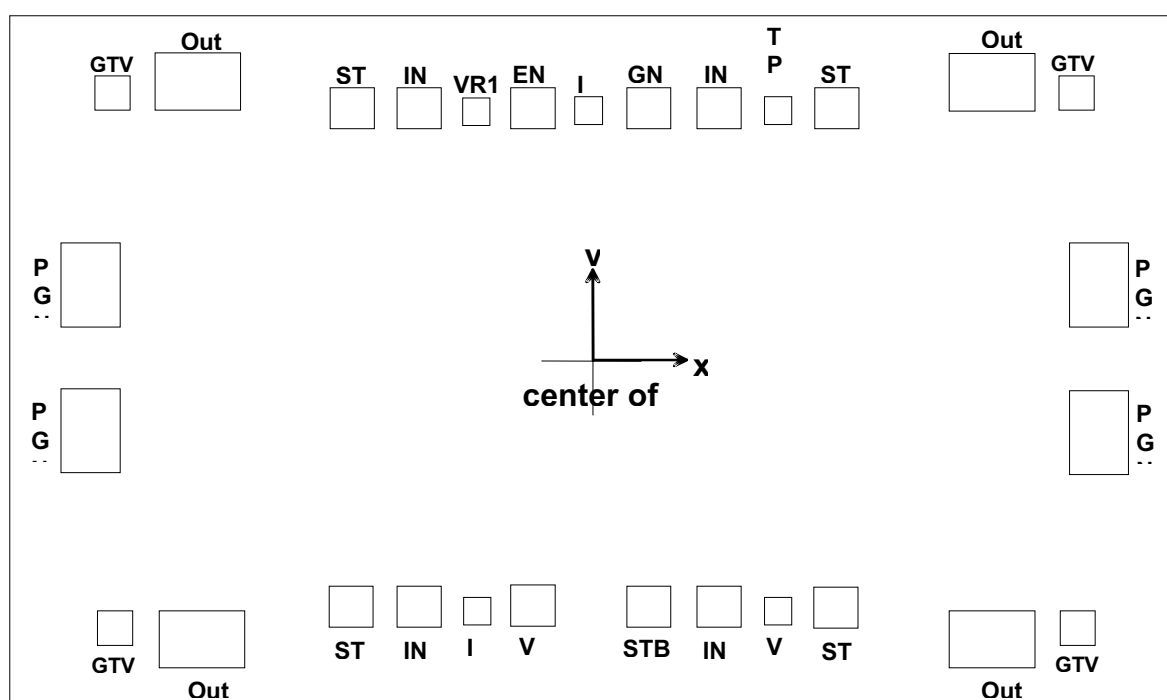 Out
T
Out
GTV
ST
IN
VR1
EN
I
GN
IN
P
ST
GTV
P
G
P
G
y
x
center of
P
G
P
G
ST
IN
I
V
STB
IN
V
ST
GTV
Out
Out
GTV